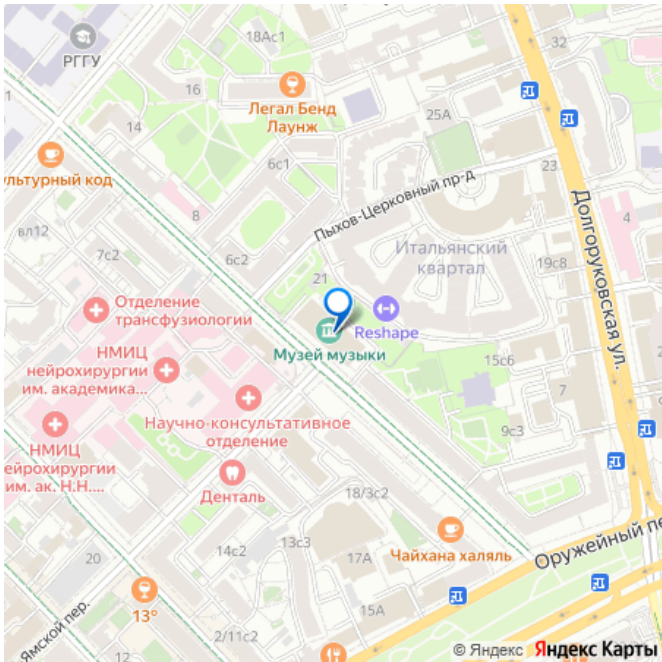 18Ас1
32
РГГУ
16
Легал Бенд
Лаунж
14
25А
6с1
23
ультурный код
Долгоруковская ул.
8
Пыхов-Церковный пр-д
4
вл12
7с2
6с2
Итальянский
квартал
19с8
21
Отделение
трансфузиологии
Reshape
Музей музыки
НМИЦ
нейрохирургии
им. академика...
15с6
7
Научно-консультативное
отделение
9с3
НМИЦ
ейрохирургии
им. ак. Н.Н....
Денталь
18/3с2
14с2
13с3
17А
Чайхана халяль
Оружейный пе
20
13°
15А
Ямской пер.
2/11с2
12
© Яндекс Яндекс Карты